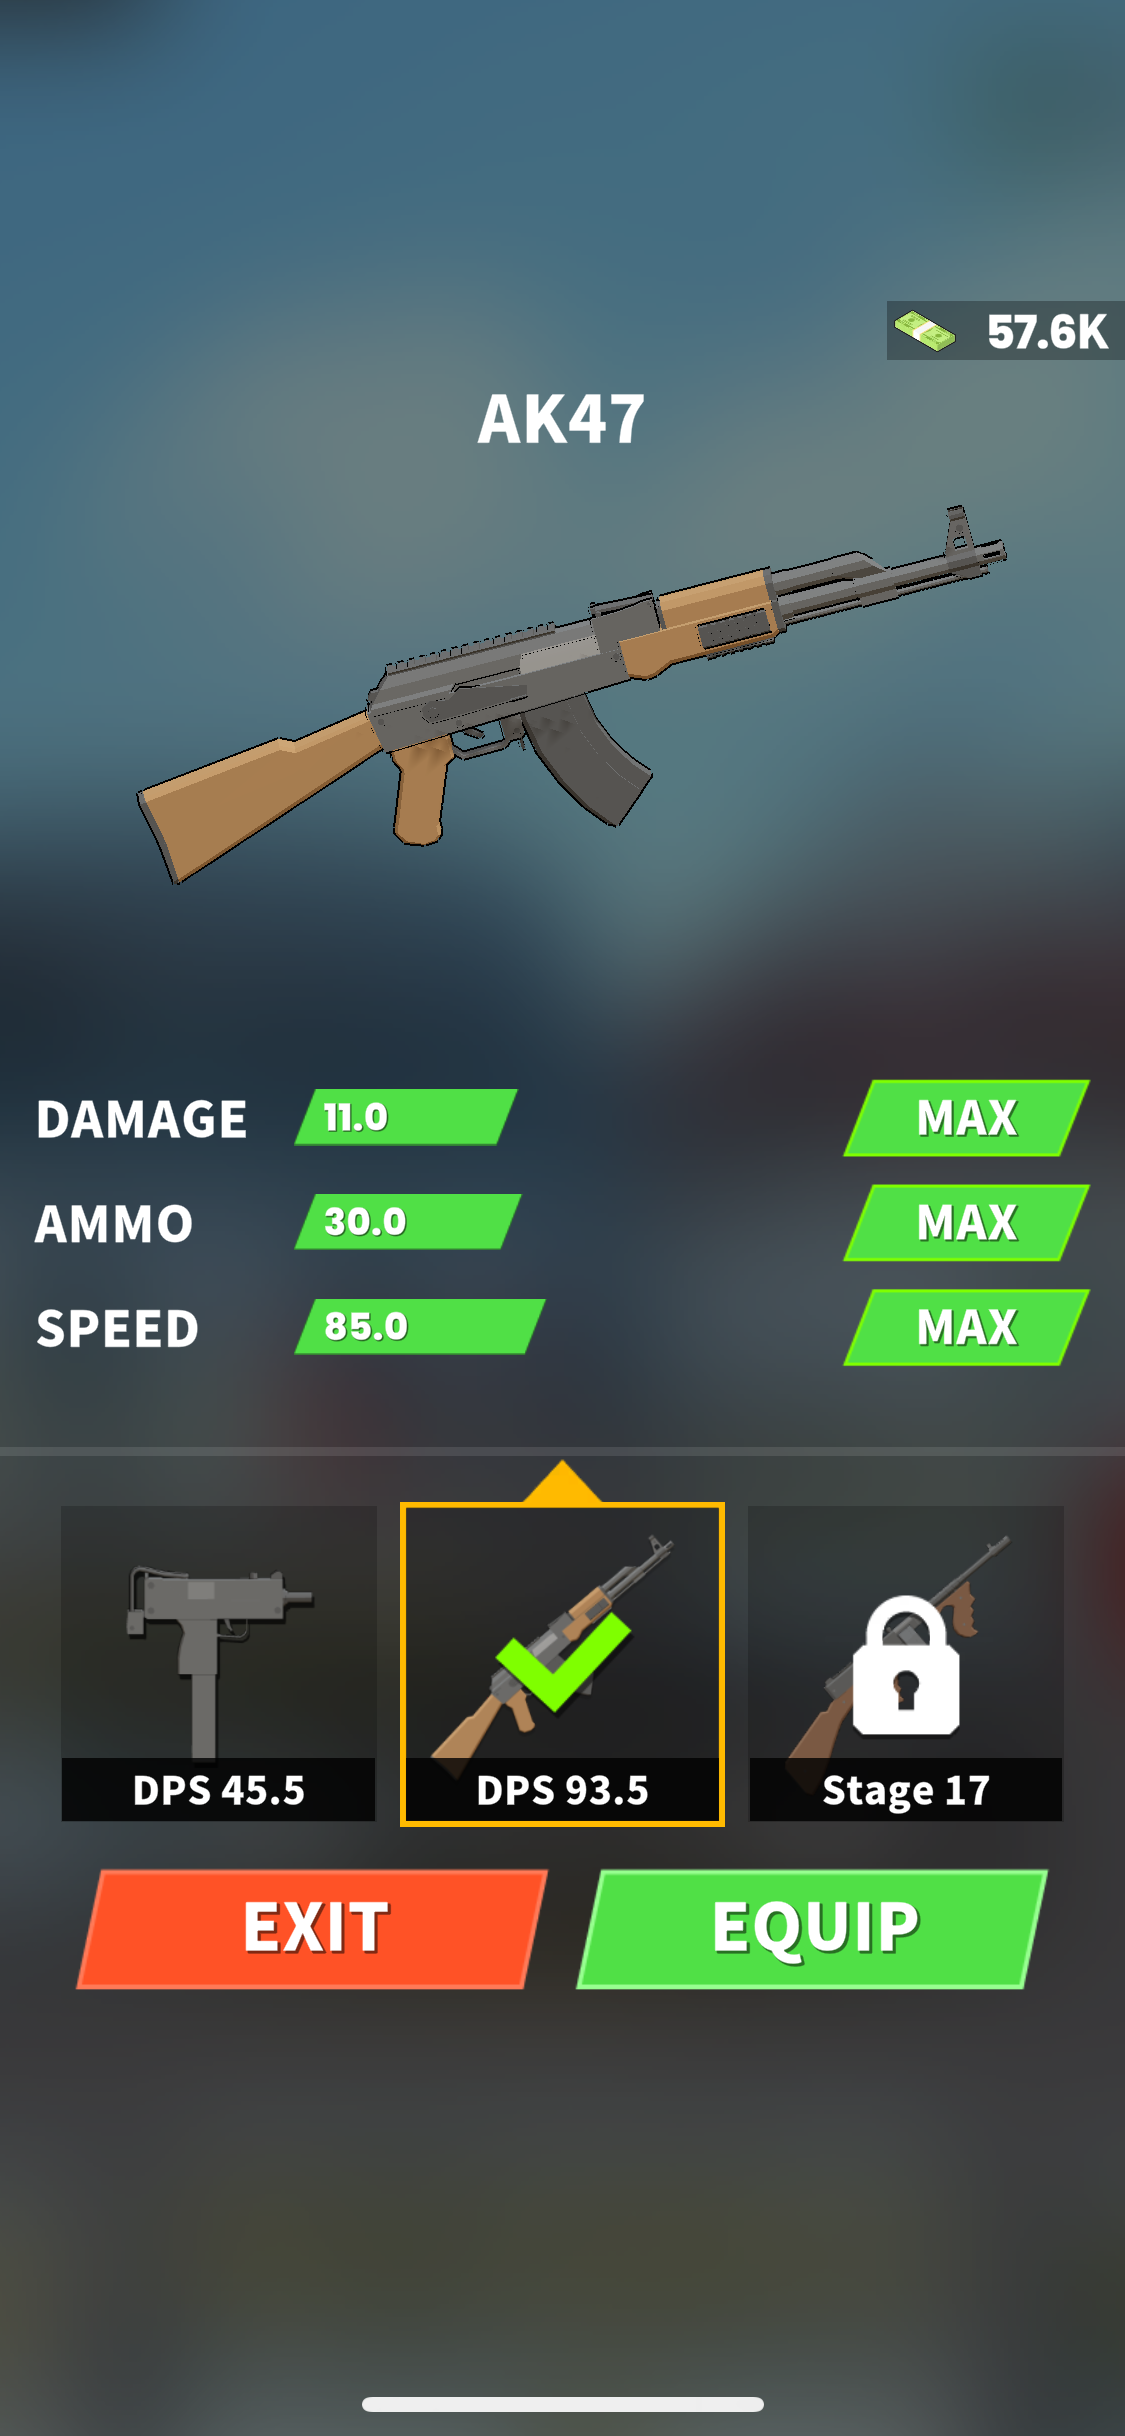 57.6K
AK47
DAMAGE 11.0 MAX
AMMO 30.0 MAX
SPEED 85.0 MAX
DPS 45.5 DPS 93.5 Stage 17
EXIT EQUIP